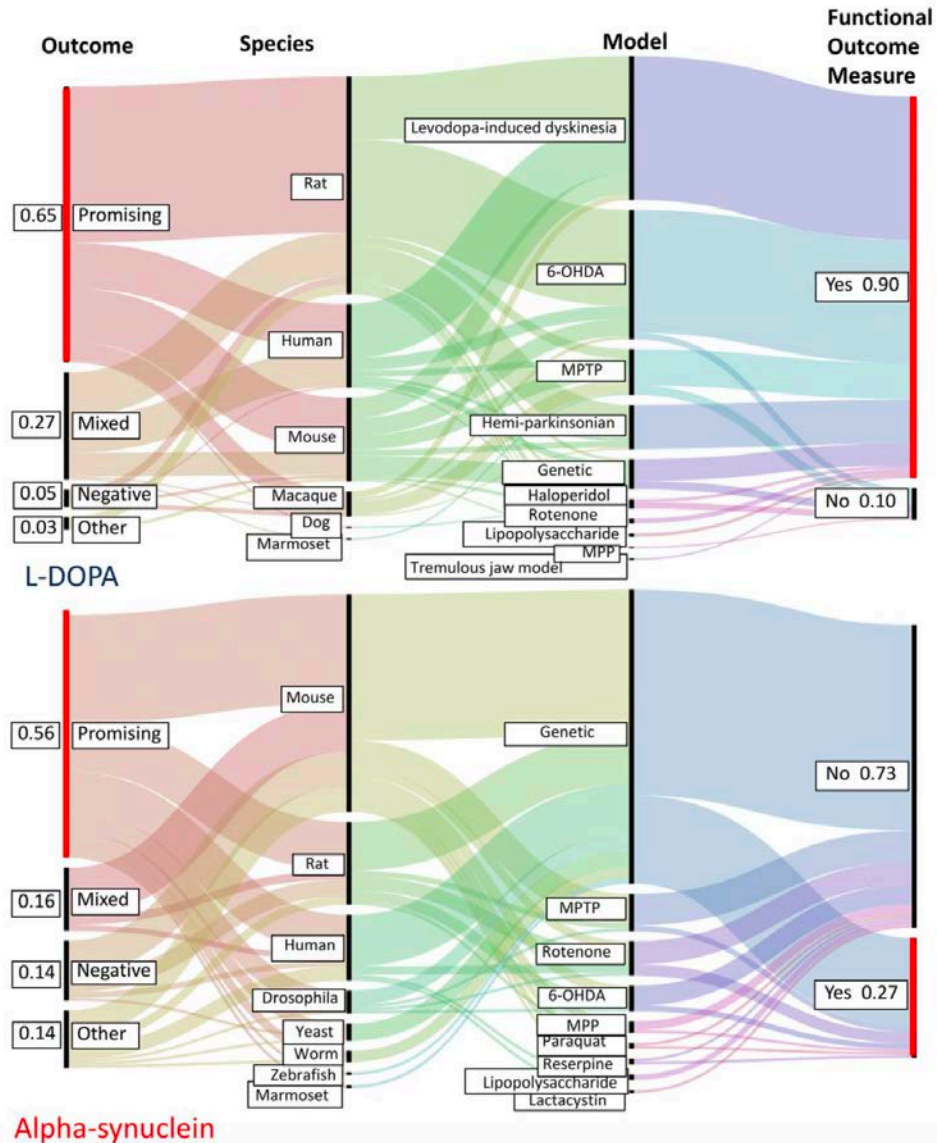 Outcome
Species
Model
Functional
Outcome
Measure
0.65
Promising
0.27
Mixed
0.05
Negative
0.03
Other
Rat
Human
Mouse
Macaque
Dog
Marmoset
Levodopa-induced dyskinesia
6-OHDA
MPTP
Hemi-parkinsonian
Genetic
Haloperidol
Rotenone
Lipopolysaccharide
MPP
Tremulous jaw model
Yes 0.90
No 0.10
L-DOPA
0.56
Promising
0.16
Mixed
0.14
Negative
0.14
Other
Mouse
Rat
Human
Drosophila
Yeast
Worm
Zebrafish
Marmoset
Genetic
MPTP
Rotenone
6-OHDA
MPP
Paraquat
Reserpine
Lipopolysaccharide
Lactacystin
No 0.73
Yes 0.27
Alpha-synuclein